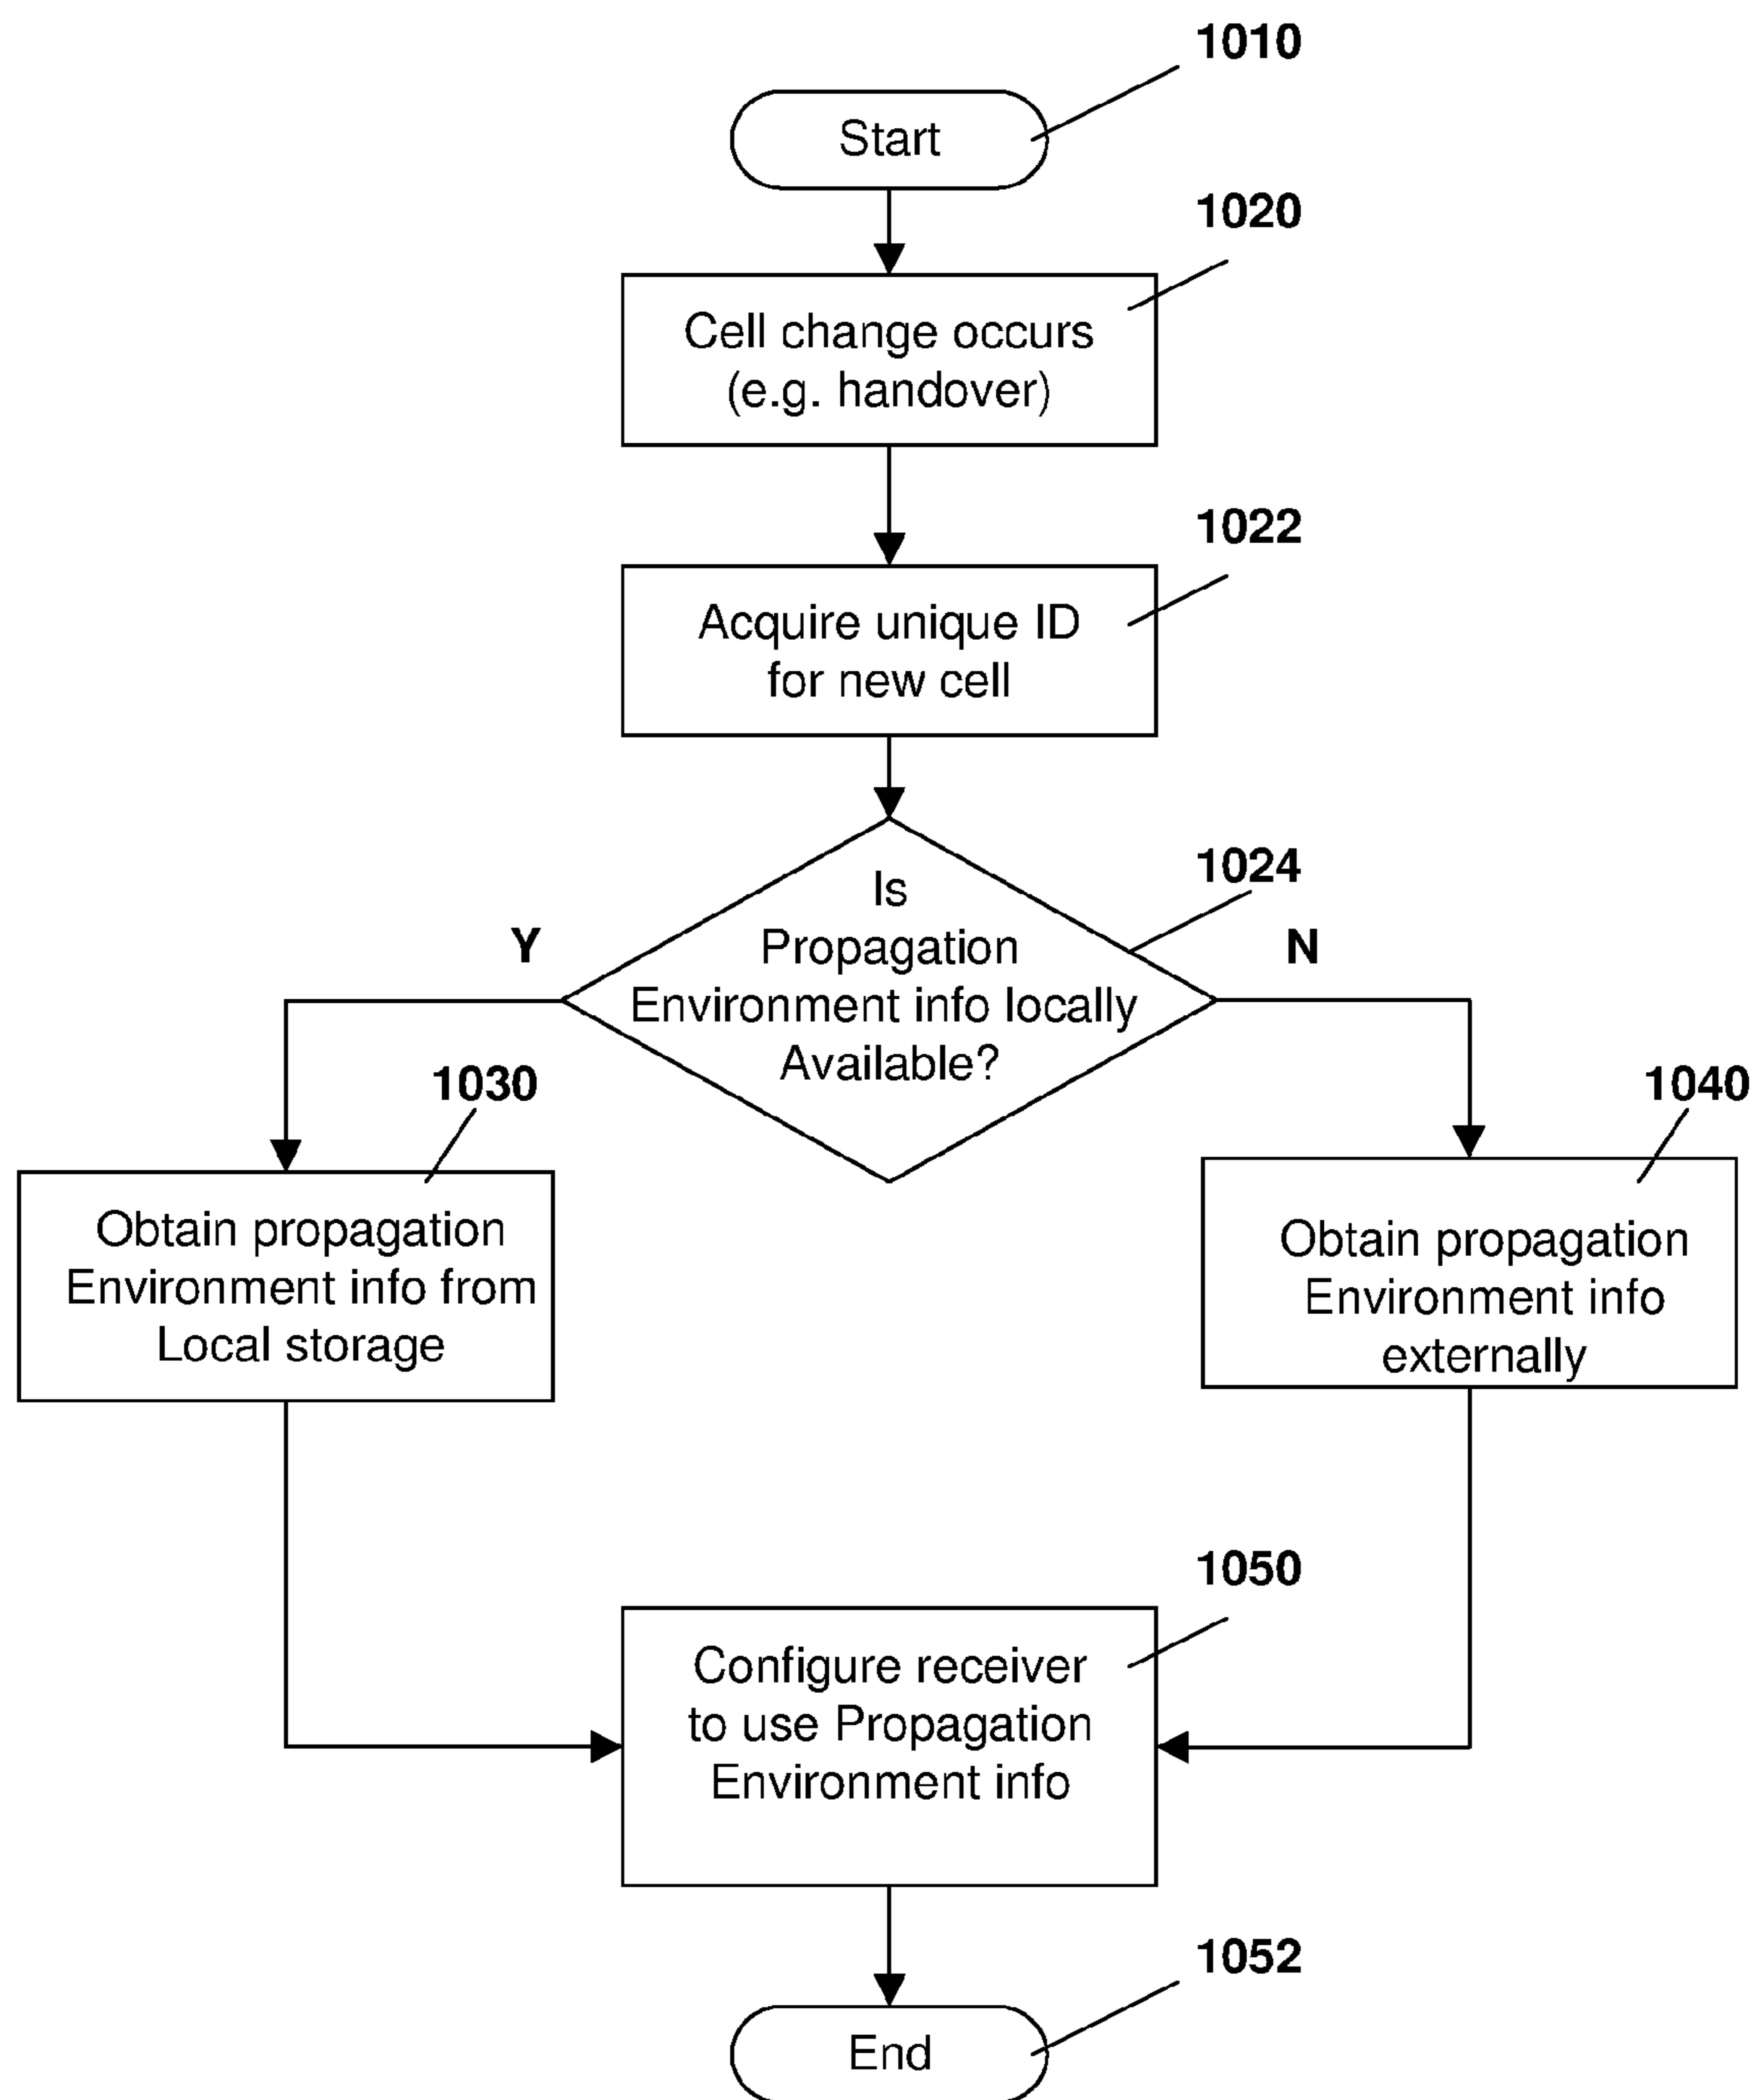 1010
Start
1020
Cell change occurs
(e.g. handover)
1022
Acquire unique ID
for new cell
1024
Is
Propagation
Environment info locally
Available?
Y
N
1030
Obtain propagation
Environment info from
Local storage
1040
Obtain propagation
Environment info
externally
1050
Configure receiver
to use Propagation
Environment info
1052
End